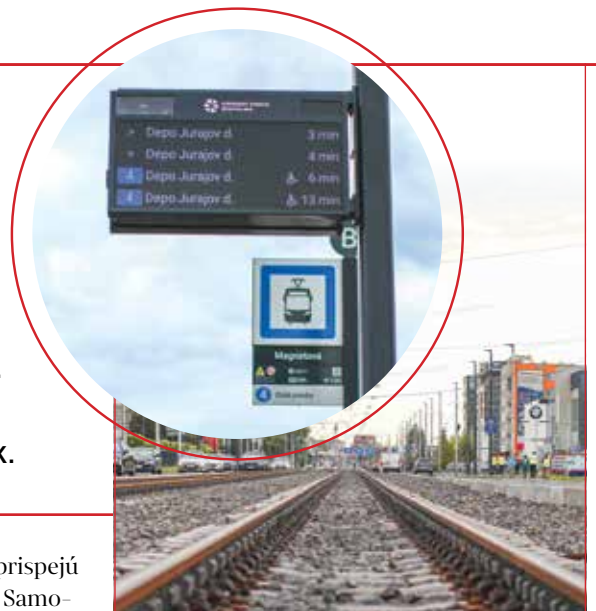 Depo Jurajov d. 3 min
Depo Jurajov d. 4 min
4 Depo Jurajov d. 6 min
4 Depo Jurajov d. 13 min
B
Magnetová
4
k.
prispejú
Samo-